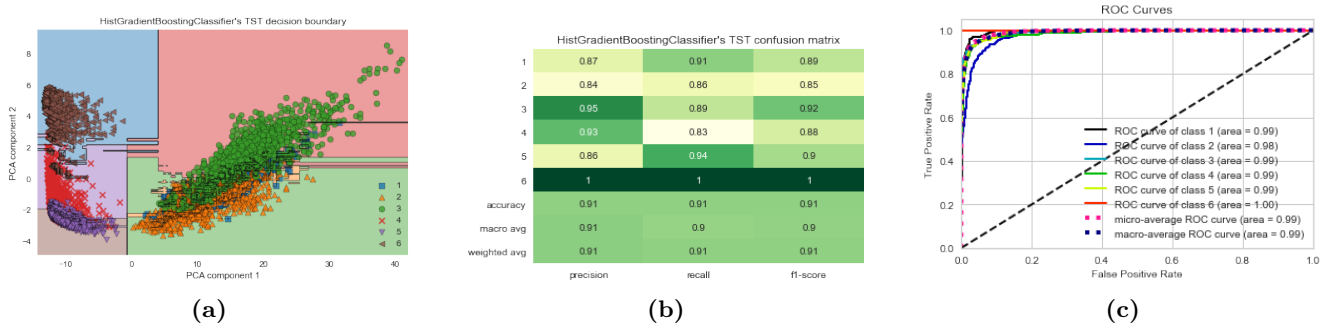 HistGradientBoostingClassifier's TST decision boundary
PCA component 2
8
6
4
2
0
−2
−4
−10
0
10
20
30
40
PCA component 1
1
2
3
4
5
6
(a)
HistGradientBoostingClassifier's TST confusion matrix
1 0.87 0.91 0.89
2 0.84 0.86 0.85
3 0.95 0.89 0.92
4 0.93 0.83 0.88
5 0.86 0.94 0.9
6 1 1 1
accuracy 0.91 0.91 0.91
macro avg 0.91 0.9 0.9
weighted avg 0.91 0.91 0.91
precision recall f1-score
(b)
ROC Curves
True Positive Rate
1.0
0.8
0.6
0.4
0.2
0.0
ROC curve of class 1 (area = 0.99)
ROC curve of class 2 (area = 0.98)
ROC curve of class 3 (area = 0.99)
ROC curve of class 4 (area = 0.99)
ROC curve of class 5 (area = 0.99)
ROC curve of class 6 (area = 1.00)
micro-average ROC curve (area = 0.99)
macro-average ROC curve (area = 0.99)
0.0 0.2 0.4 0.6 0.8 1.0
False Positive Rate
(c)